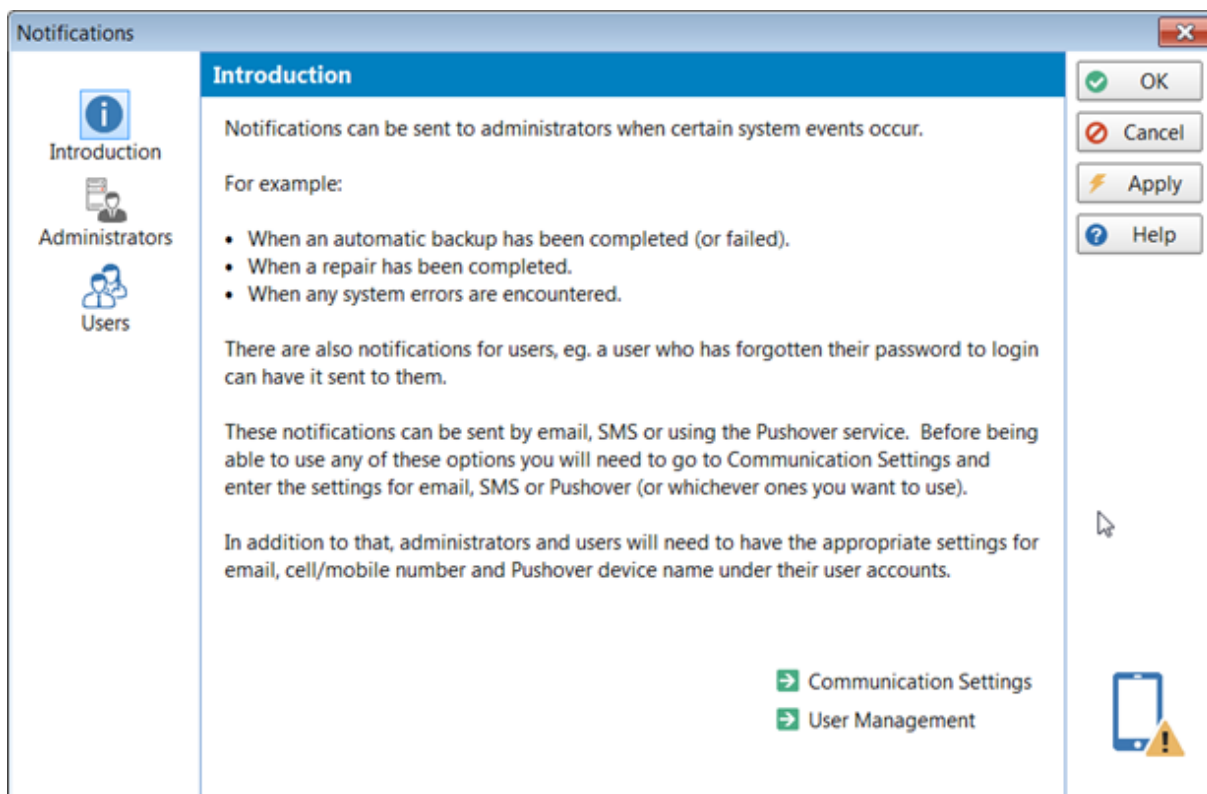 Notifications
Introduction
Administrators
Users
Introduction
Notifications can be sent to administrators when certain system events occur.
For example:
• When an automatic backup has been completed (or failed).
• When a repair has been completed.
• When any system errors are encountered.
There are also notifications for users, eg. a user who has forgotten their password to login
can have it sent to them.
These notifications can be sent by email, SMS or using the Pushover service.  Before being
able to use any of these options you will need to go to Communication Settings and
enter the settings for email, SMS or Pushover (or whichever ones you want to use).
In addition to that, administrators and users will need to have the appropriate settings for
email, cell/mobile number and Pushover device name under their user accounts.
Communication Settings
User Management
OK
Cancel
Apply
Help